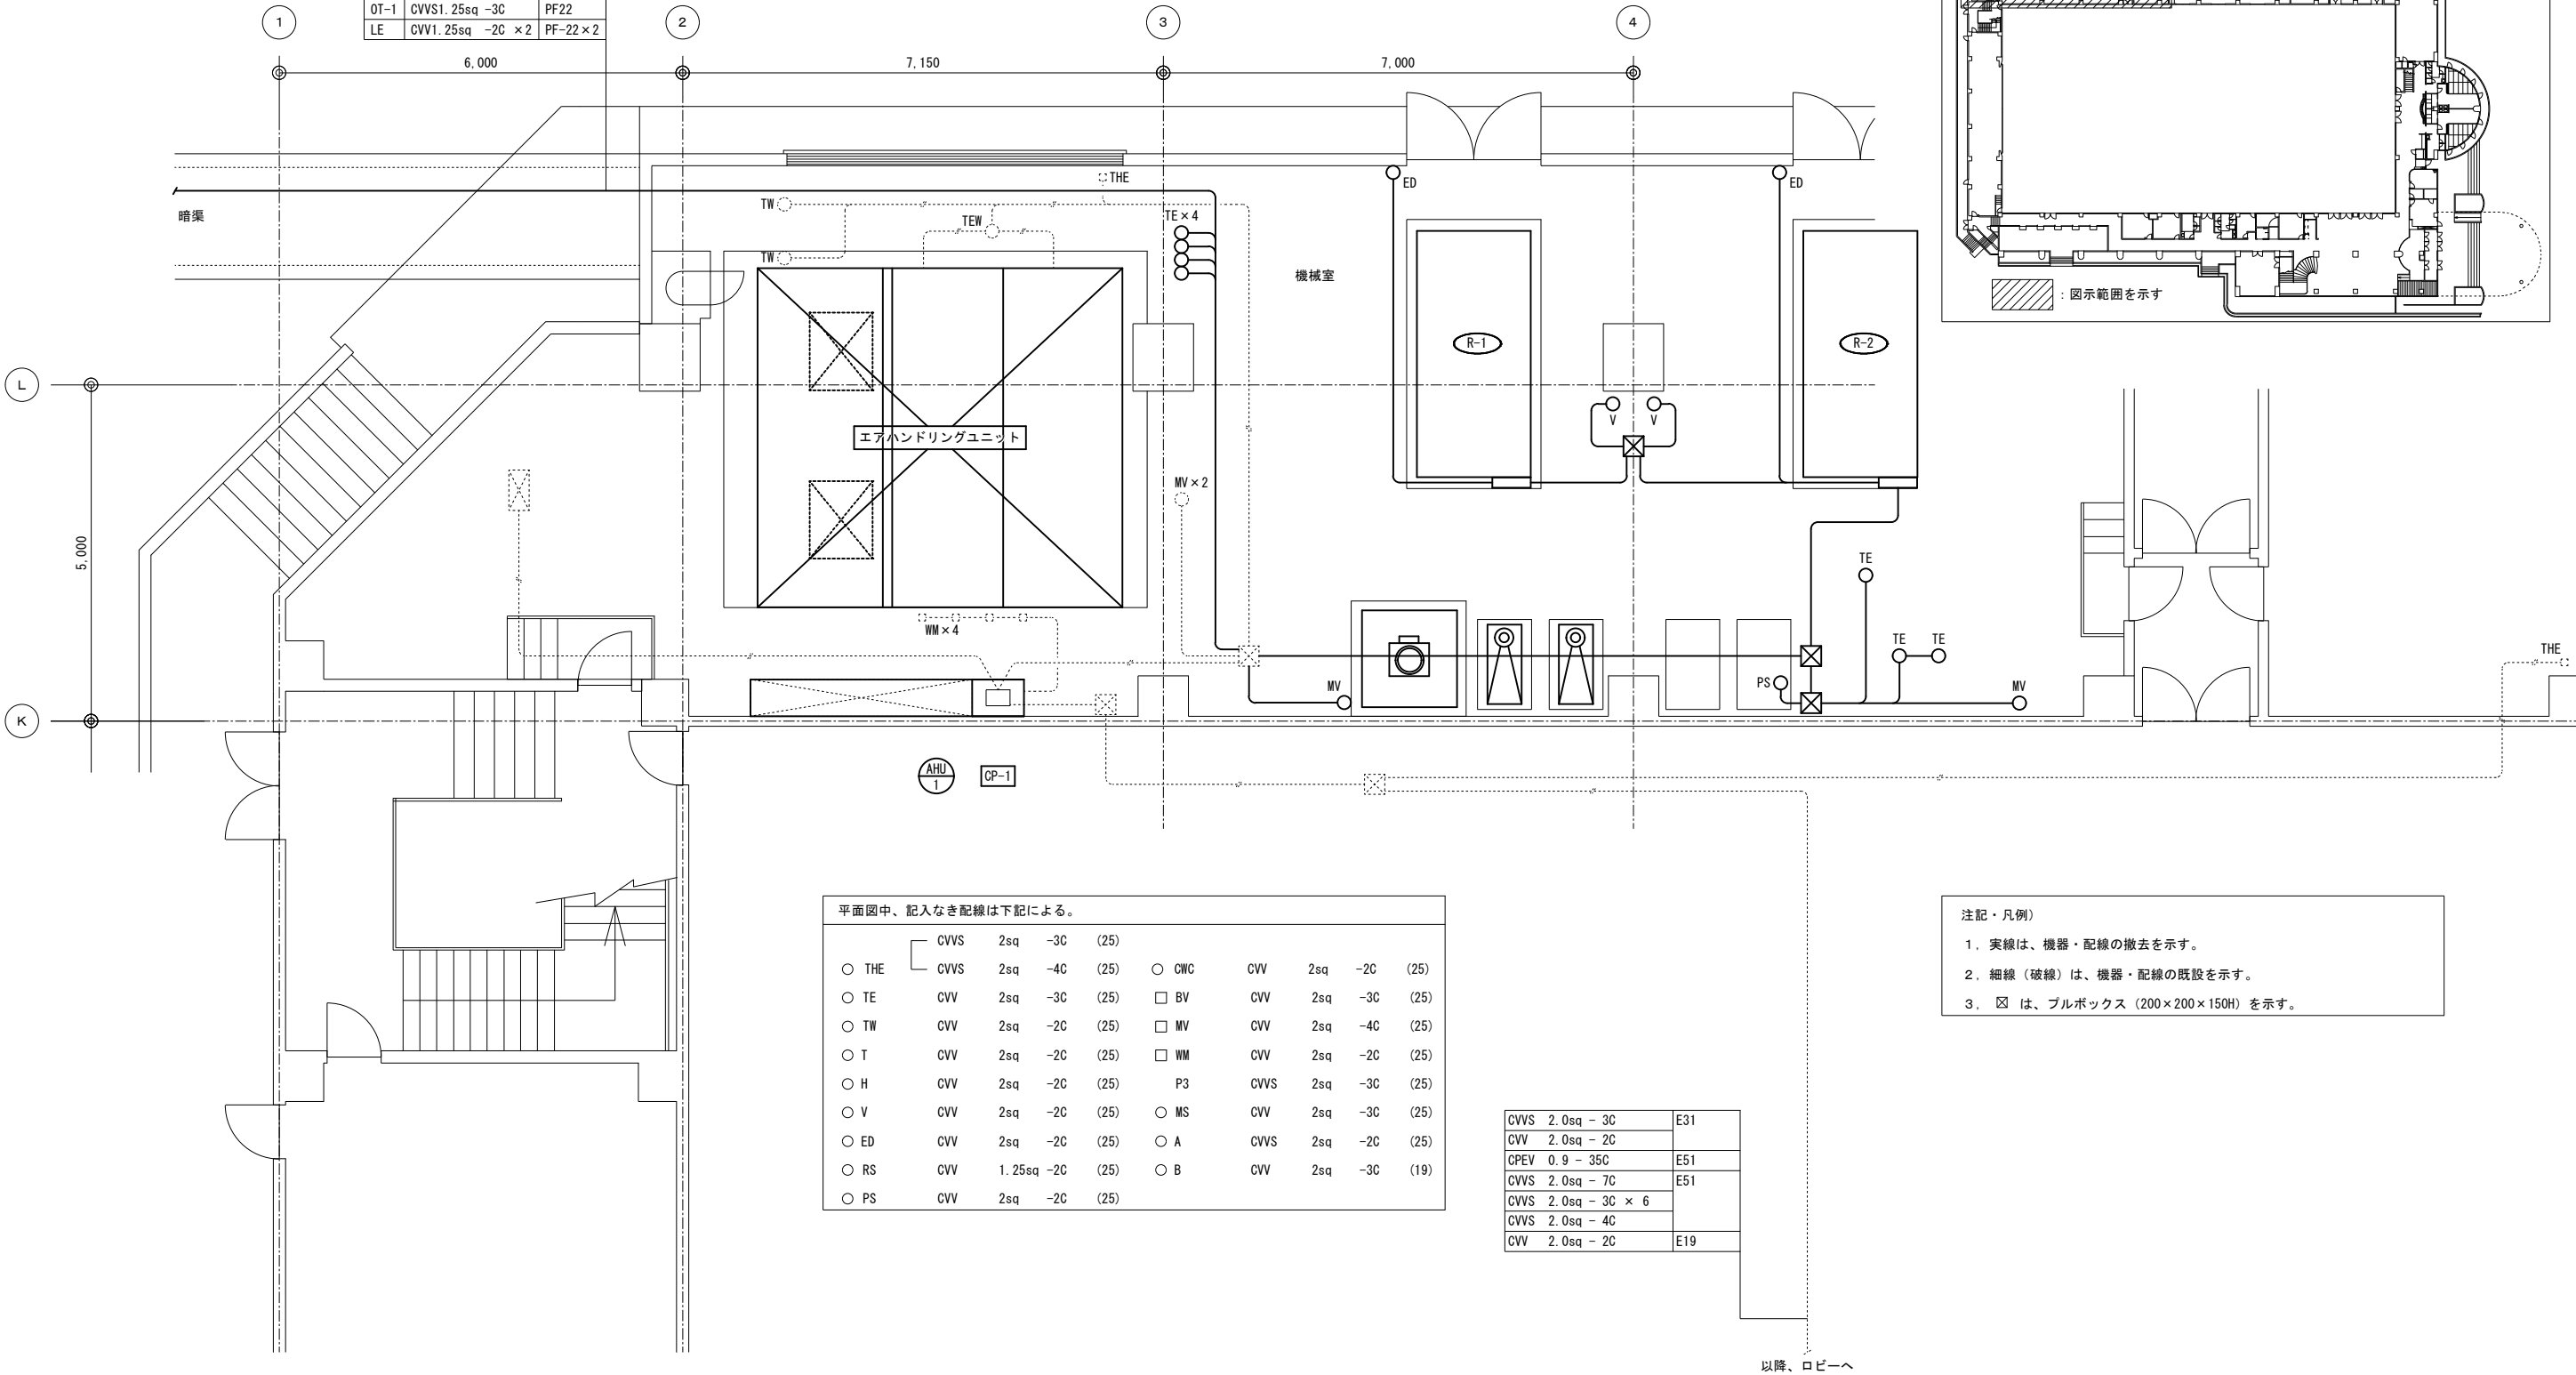 OT-1 CVVS1.25sq -3C PF22
LE CVV1.25sq -2C ×2 PF-22×2
1 2 3 4
6,000 7,150 7,000
暗渠
THE
TW
TEW
TW
TE×4
ED
ED
機械室
：図示範囲を示す
R-1
R-2
L
V V
エアハンドリングユニット
MV×2
5,000
TE
WM×4
TE TE
THE
MV
PS
MV
K
AHU
1
CP-1
平面図中、記入なき配線は下記による。
CVVS 2sq -3C (25)
○ THE CVVS 2sq -4C (25) ○ CWC CVV 2sq -2C (25)
○ TE CVV 2sq -3C (25) □ BV CVV 2sq -3C (25)
○ TW CVV 2sq -2C (25) □ MV CVV 2sq -4C (25)
○ T CVV 2sq -2C (25) □ WM CVV 2sq -2C (25)
○ H CVV 2sq -2C (25) P3 CVVS 2sq -3C (25)
○ V CVV 2sq -2C (25) ○ MS CVV 2sq -3C (25)
○ ED CVV 2sq -2C (25) ○ A CVVS 2sq -2C (25)
○ RS CVV 1.25sq -2C (25) ○ B CVV 2sq -3C (19)
○ PS CVV 2sq -2C (25)
注記・凡例）
1．実線は、機器・配線の撤去を示す。
2．細線（破線）は、機器・配線の既設を示す。
3．☒ は、プルボックス（200×200×150H）を示す。
CVVS 2.0sq - 3C E31
CVV 2.0sq - 2C
CPEV 0.9 - 35C E51
CVVS 2.0sq - 7C E51
CVVS 2.0sq - 3C × 6
CVVS 2.0sq - 4C
CVV 2.0sq - 2C E19
以降、ロビーへ